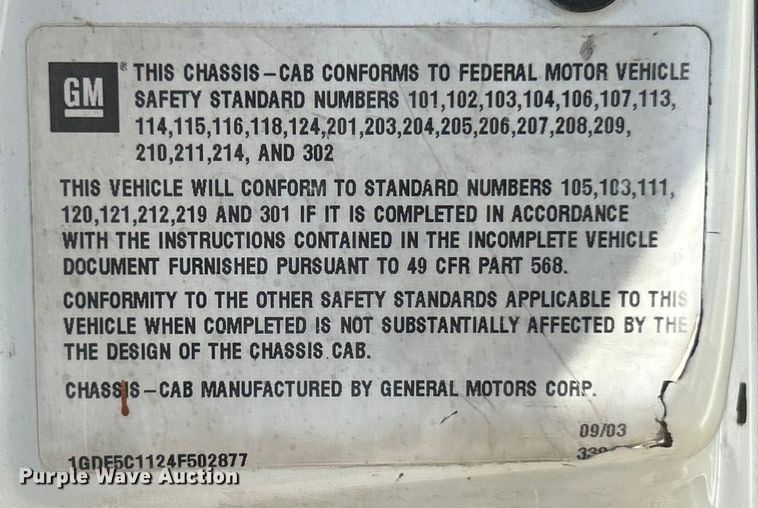 GM
® THIS CHASSIS-CAB CONFORMS TO FEDERAL MOTOR VEHICLE
SAFETY STANDARD NUMBERS 101,102,103,104,106,107,113,
114,115,116,118,124,201,203,204,205,206,207,208,209,
210,211,214, AND 302
THIS VEHICLE WILL CONFORM TO STANDARD NUMBERS 105,103,111,
120,121,212,219 AND 301 IF IT IS COMPLETED IN ACCORDANCE
WITH THE INSTRUCTIONS CONTAINED IN THE INCOMPLETE VEHICLE
DOCUMENT FURNISHED PURSUANT TO 49 CFR PART 568.
CONFORMITY TO THE OTHER SAFETY STANDARDS APPLICABLE TO THIS
VEHICLE WHEN COMPLETED IS NOT SUBSTANTIALLY AFFECTED BY THE
THE DESIGN OF THE CHASSIS CAB.
CHASSIS-CAB MANUFACTURED BY GENERAL MOTORS CORP.
09/03
1GDE5C1124F502877
Purple Wave Auction